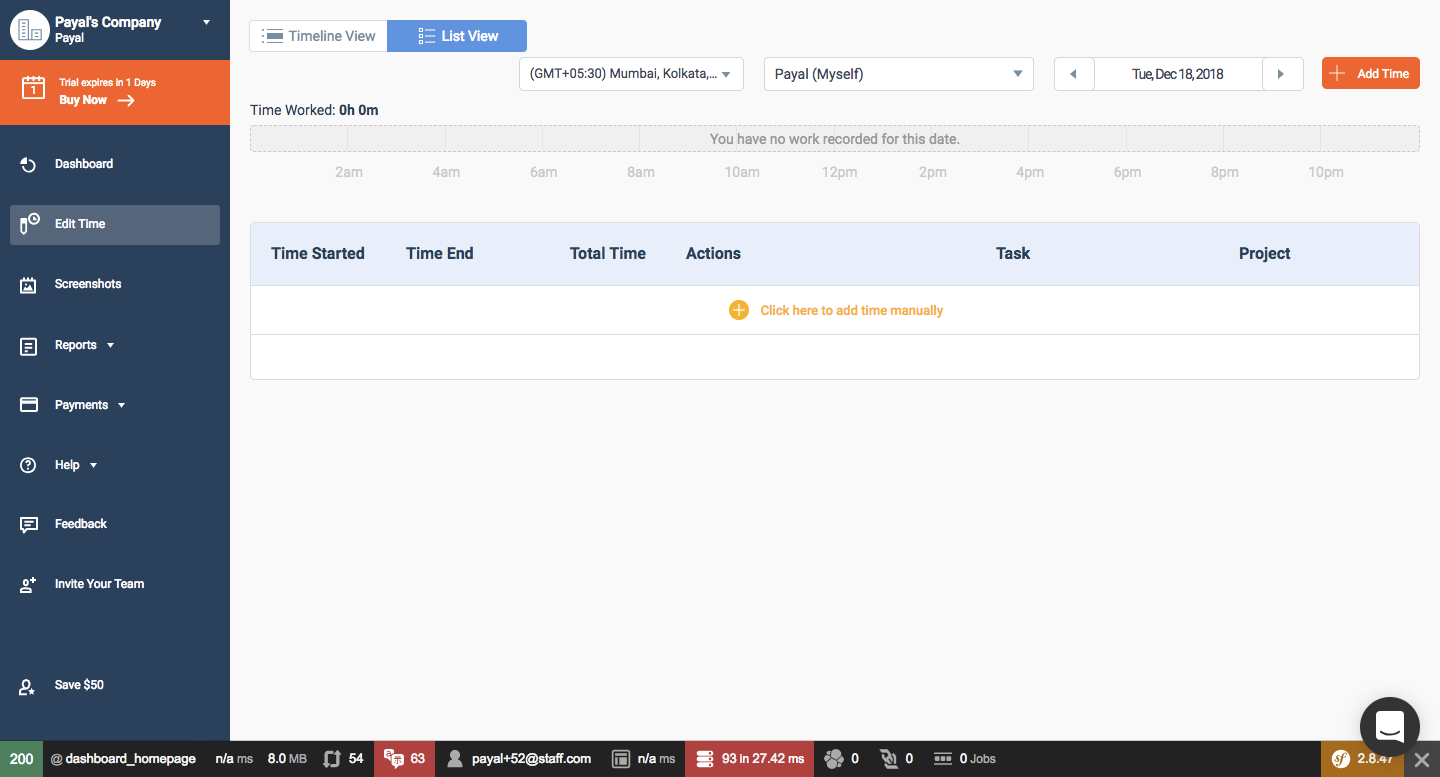 Payal's Company
Payal
1
Trial expires in 1 Days
Buy Now
Dashboard
Edit Time
Screenshots
Reports
Payments
Help
Feedback
Invite Your Team
Save $50
Timeline View
List View
(GMT+05:30) Mumbai, Kolkata,...
Payal (Myself)
Tue, Dec 18, 2018
Add Time
Time Worked: 0h 0m
You have no work recorded for this date.
2am 4am 6am 8am 10am 12pm 2pm 4pm 6pm 8pm 10pm
Time Started Time End Total Time Actions Task Project
Click here to add time manually
200 @ dashboard_homepage n/a ms 8.0 MB 54 63 payal+52@staff.com n/a ms 93 in 27.42 ms 0 0 0 Jobs sf 2.8.47